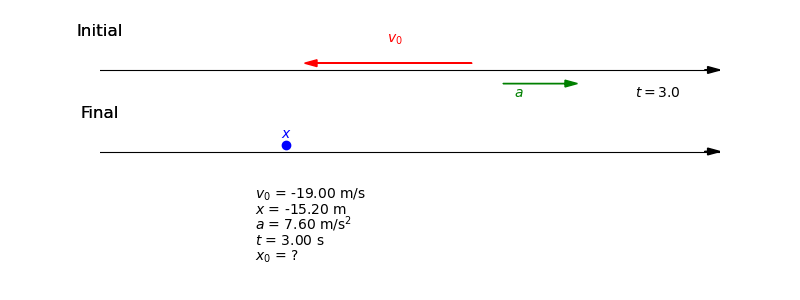 Initial
v₀
a
t = 3.0
Final
x
v₀ = -19.00 m/s
x = -15.20 m
a = 7.60 m/s²
t = 3.00 s
x₀ = ?